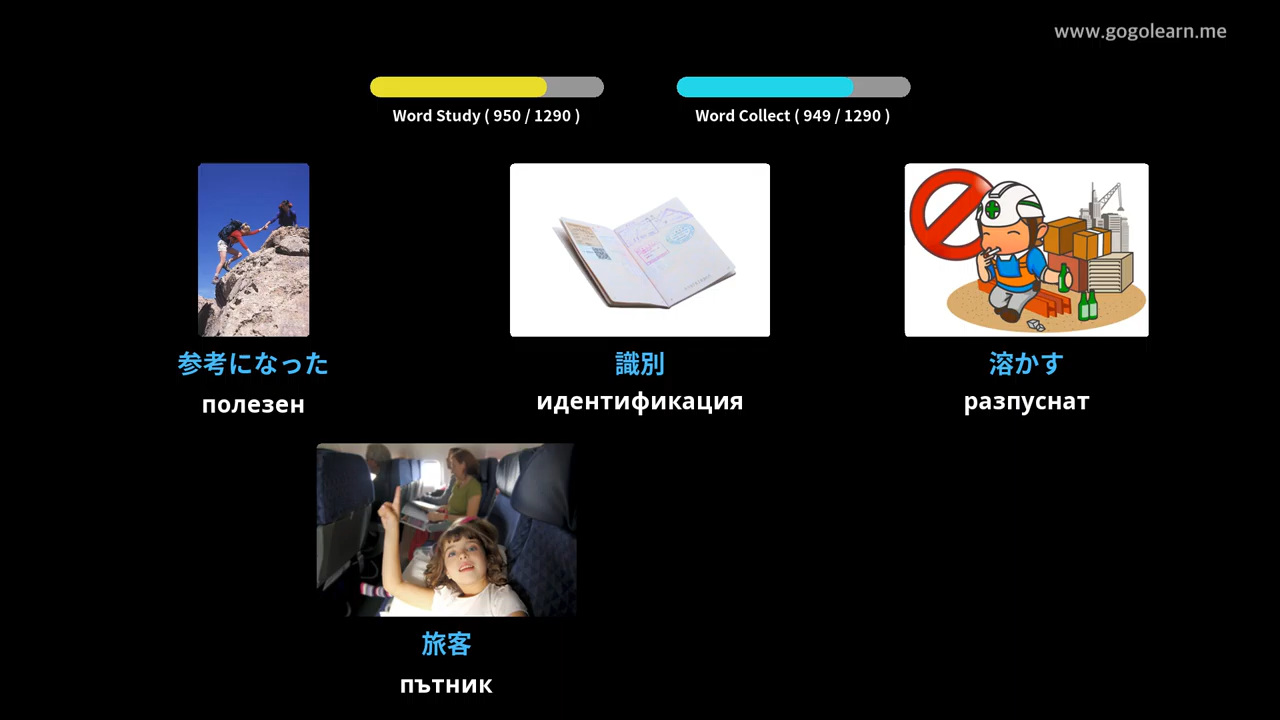 www.gogolearn.me
Word Study ( 950 / 1290 )
Word Collect ( 949 / 1290 )
参考になった
полезен
識別
идентификация
溶かす
разпуснат
旅客
пътник